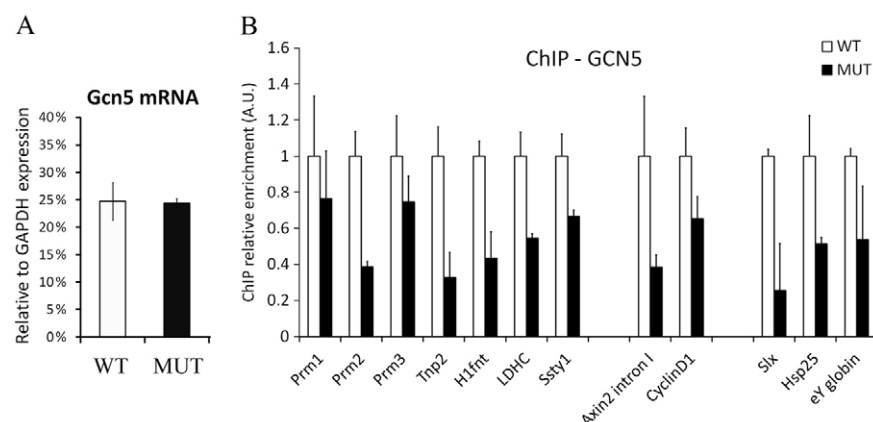 A
Gcn5 mRNA
Relative to GAPDH expression
40%
35%
30%
25%
20%
15%
10%
5%
0%
WT MUT
B
ChIP - GCN5
WT
MUT
ChIP relative enrichment (A.U.)
1.6
1.4
1.2
1
0.8
0.6
0.4
0.2
0
Prm1
Prm2
Prm3
Tnp2
H1fnt
LDHC
Ssty1
Axin2 intron I
CyclinD1
Slx
Hsp25
eY globin